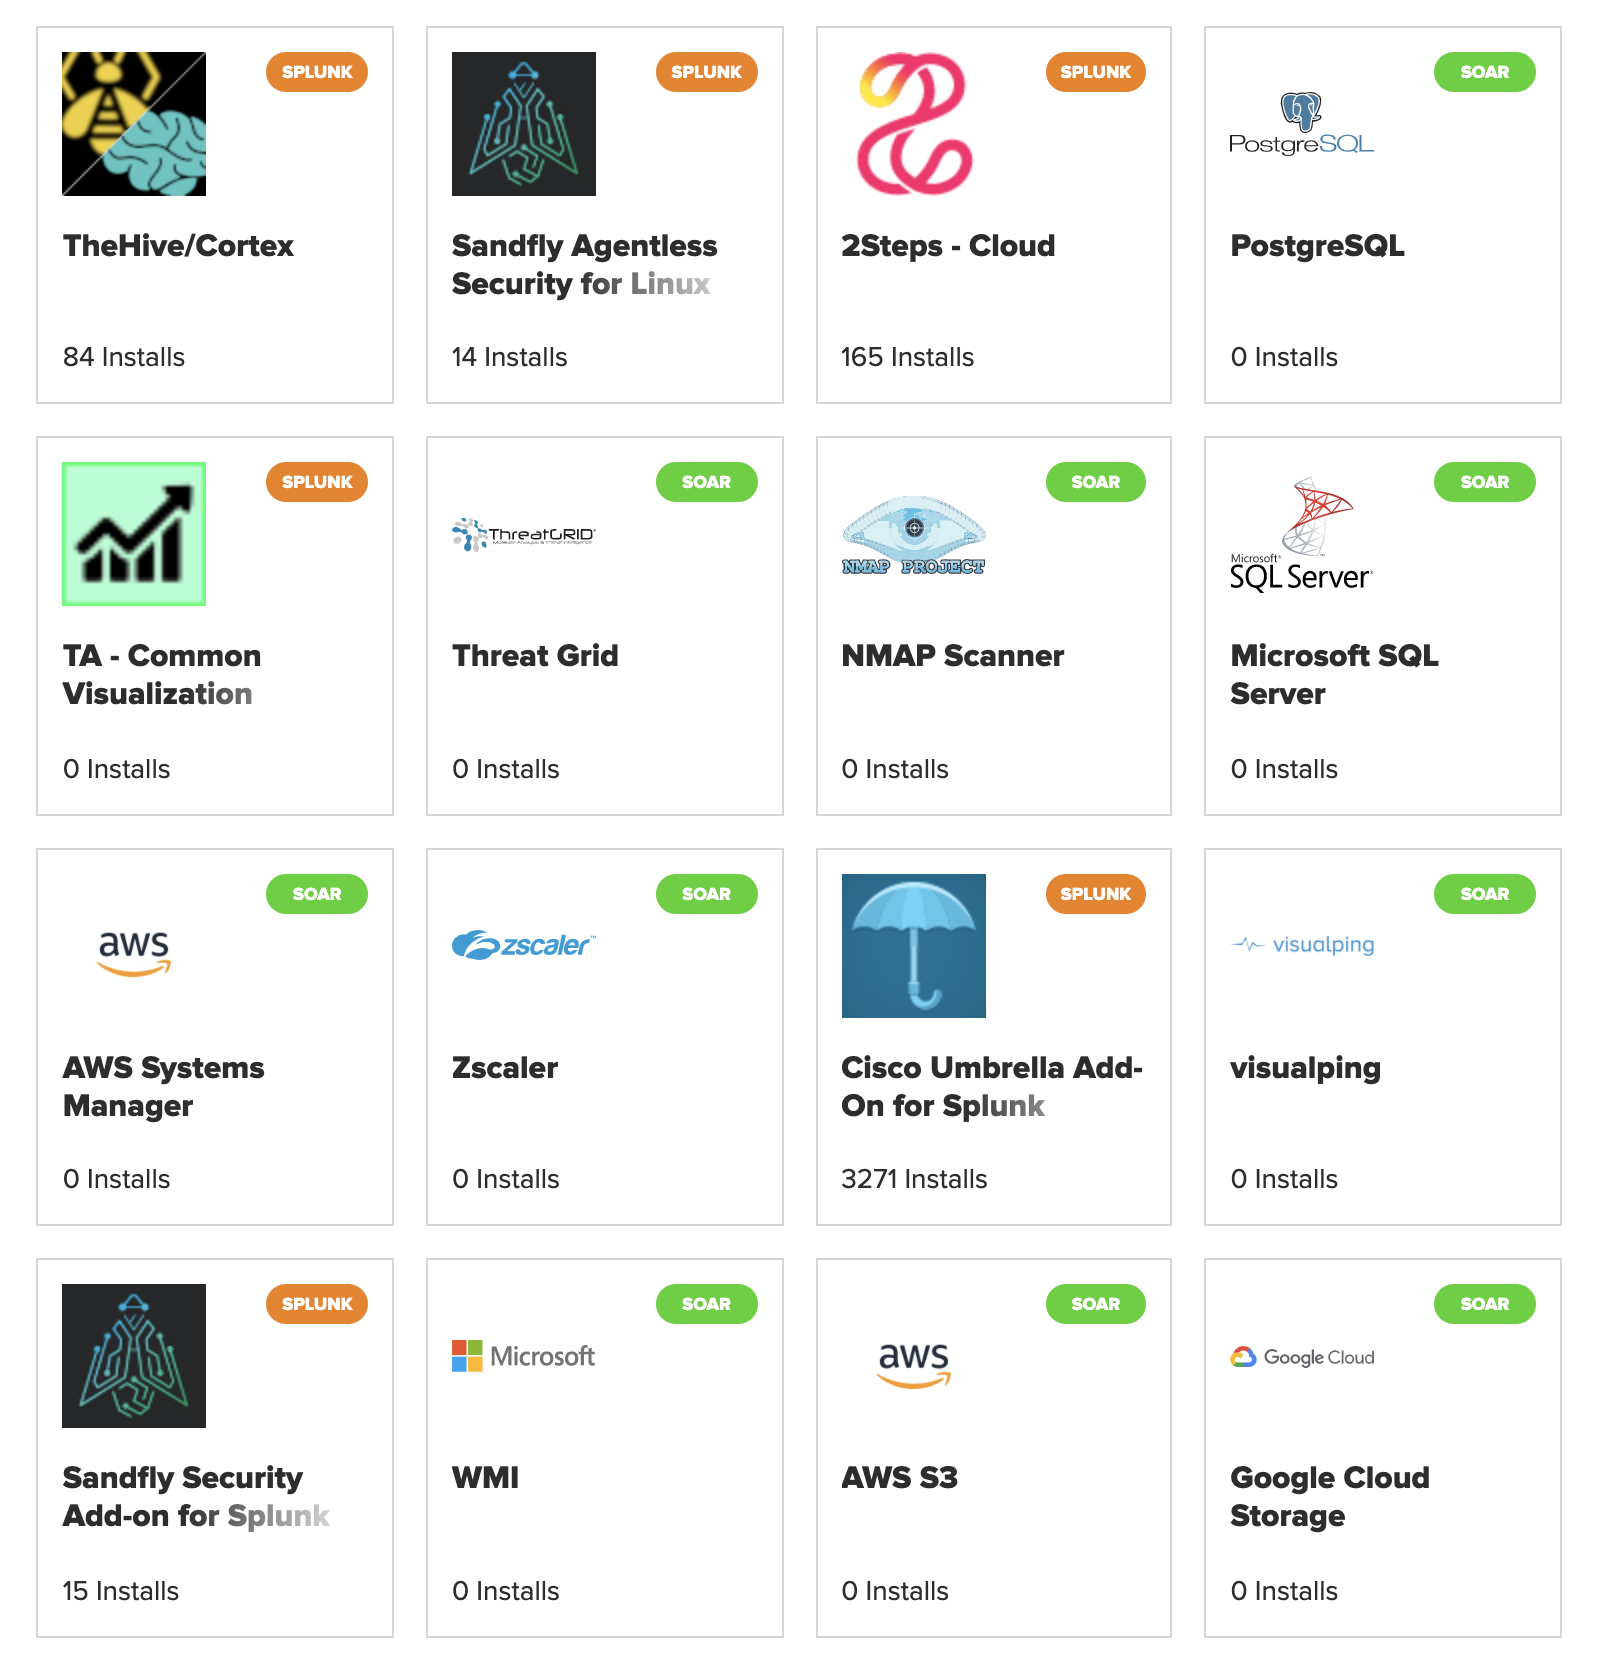 SPLUNK
TheHive/Cortex
84 Installs
SPLUNK
Sandfly Agentless
Security for Linux
14 Installs
SPLUNK
2Steps - Cloud
165 Installs
SOAR
PostgreSQL
PostgreSQL
0 Installs
SPLUNK
TA - Common
Visualization
0 Installs
SOAR
ThreatGRID
Threat Grid
0 Installs
SOAR
NMAP PROJECT
NMAP Scanner
0 Installs
SOAR
Microsoft®
SQL Server
Microsoft SQL
Server
0 Installs
SOAR
aws
AWS Systems
Manager
0 Installs
SOAR
zscaler™
Zscaler
0 Installs
SPLUNK
Cisco Umbrella Add-
On for Splunk
3271 Installs
SOAR
visualping
visualping
0 Installs
SPLUNK
Sandfly Security
Add-on for Splunk
15 Installs
SOAR
Microsoft
WMI
0 Installs
SOAR
aws
AWS S3
0 Installs
SOAR
Google Cloud
Google Cloud
Storage
0 Installs